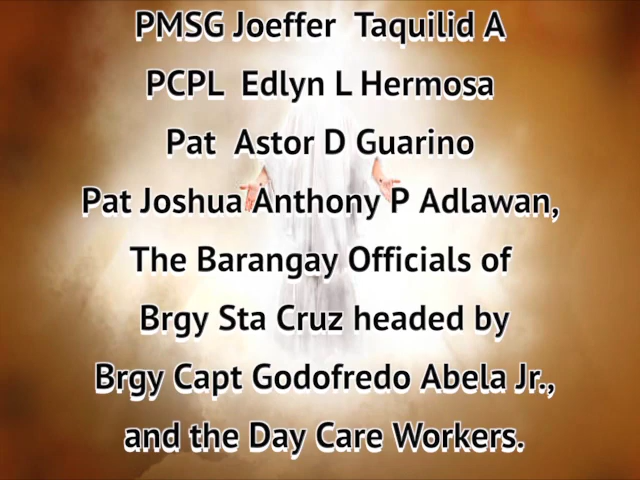 PMSG Joeffer Taquilid A
PCPL Edlyn L Hermosa
Pat Astor D Guarino
Pat Joshua Anthony P Adlawan,
The Barangay Officials of
Brgy Sta Cruz headed by
Brgy Capt Godofredo Abela Jr.,
and the Day Care Workers.